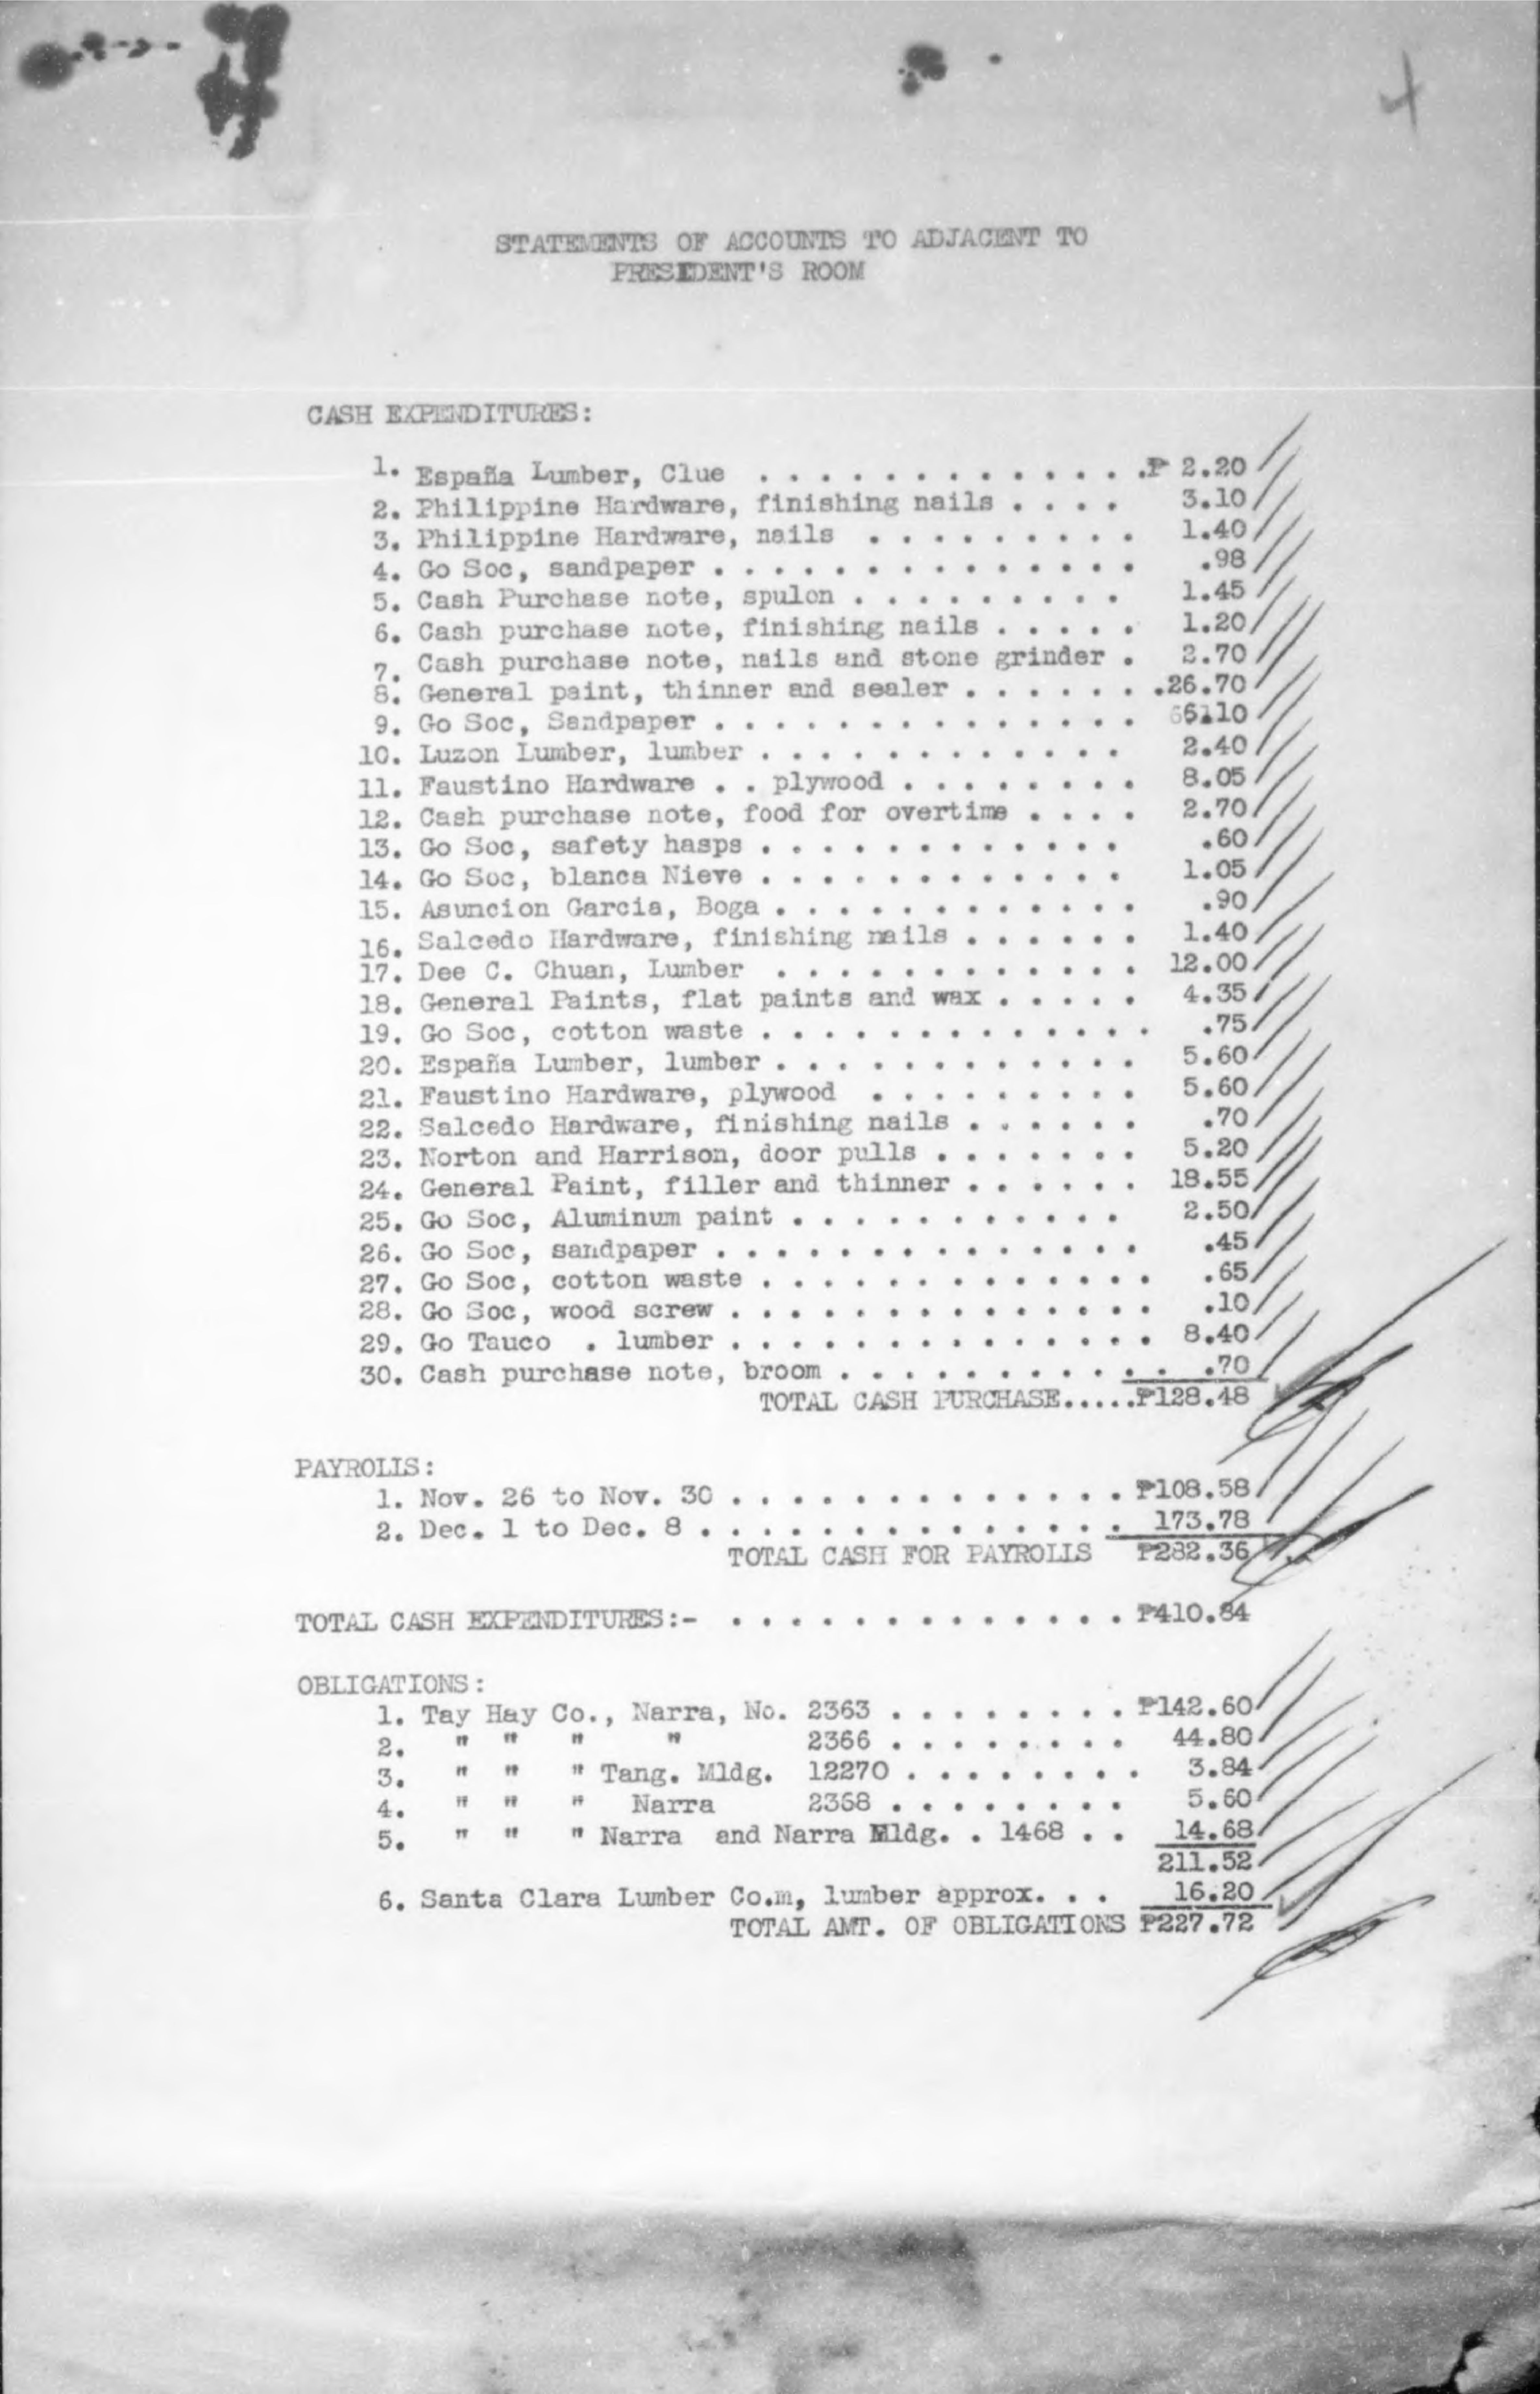 4
STATEMENTS OF ACCOUNTS TO ADJACENT TO
PRESIDENT'S ROOM
CASH EXPENDITURES:
1. España Lumber, Clue . . . . . . . . . . . . .₱ 2.20
2. Philippine Hardware, finishing nails . . . . 3.10
3. Philippine Hardware, nails . . . . . . . . . 1.40
4. Go Soc, sandpaper . . . . . . . . . . . . . . .98
5. Cash Purchase note, spulon . . . . . . . . . 1.45
6. Cash purchase note, finishing nails . . . . . 1.20
7. Cash purchase note, nails and stone grinder . 2.70
8. General paint, thinner and sealer . . . . . . .26.70
9. Go Soc, Sandpaper . . . . . . . . . . . . . . 6.10
10. Luzon Lumber, lumber . . . . . . . . . . . . 2.40
11. Faustino Hardware . . plywood . . . . . . . . 8.05
12. Cash purchase note, food for overtime . . . . 2.70
13. Go Soc, safety hasps . . . . . . . . . . . . .60
14. Go Soc, blanca Nieve . . . . . . . . . . . . 1.05
15. Asuncion Garcia, Boga . . . . . . . . . . . . .90
16. Salcedo Hardware, finishing nails . . . . . . 1.40
17. Dee C. Chuan, Lumber . . . . . . . . . . . . 12.00
18. General Paints, flat paints and wax . . . . . 4.35
19. Go Soc, cotton waste . . . . . . . . . . . . . .75
20. España Lumber, lumber . . . . . . . . . . . . 5.60
21. Faustino Hardware, plywood . . . . . . . . . 5.60
22. Salcedo Hardware, finishing nails . . . . . . .70
23. Norton and Harrison, door pulls . . . . . . . 5.20
24. General Paint, filler and thinner . . . . . . 18.55
25. Go Soc, Aluminum paint . . . . . . . . . . . 2.50
26. Go Soc, sandpaper . . . . . . . . . . . . . . .45
27. Go Soc, cotton waste . . . . . . . . . . . . . .65
28. Go Soc, wood screw . . . . . . . . . . . . . . .10
29. Go Tauco . lumber . . . . . . . . . . . . . . 8.40
30. Cash purchase note, broom . . . . . . . . . . . .70
TOTAL CASH PURCHASE.....₱128.48
PAYROLLS:
1. Nov. 26 to Nov. 30 . . . . . . . . . . . . . ₱108.58
2. Dec. 1 to Dec. 8 . . . . . . . . . . . . . . 173.78
TOTAL CASH FOR PAYROLLS ₱282.36
TOTAL CASH EXPENDITURES:- . . . . . . . . . . . . . ₱410.84
OBLIGATIONS:
1. Tay Hay Co., Narra, No. 2363 . . . . . . . . ₱142.60
2. " " " " 2366 . . . . . . . . 44.80
3. " " " Tang. Mldg. 12270 . . . . . . . . 3.84
4. " " " Narra 2368 . . . . . . . . 5.60
5. " " " Narra and Narra Mldg. . 1468 . . 14.68
211.52
6. Santa Clara Lumber Co.m, lumber approx. . . 16.20
TOTAL AMT. OF OBLIGATIONS ₱227.72